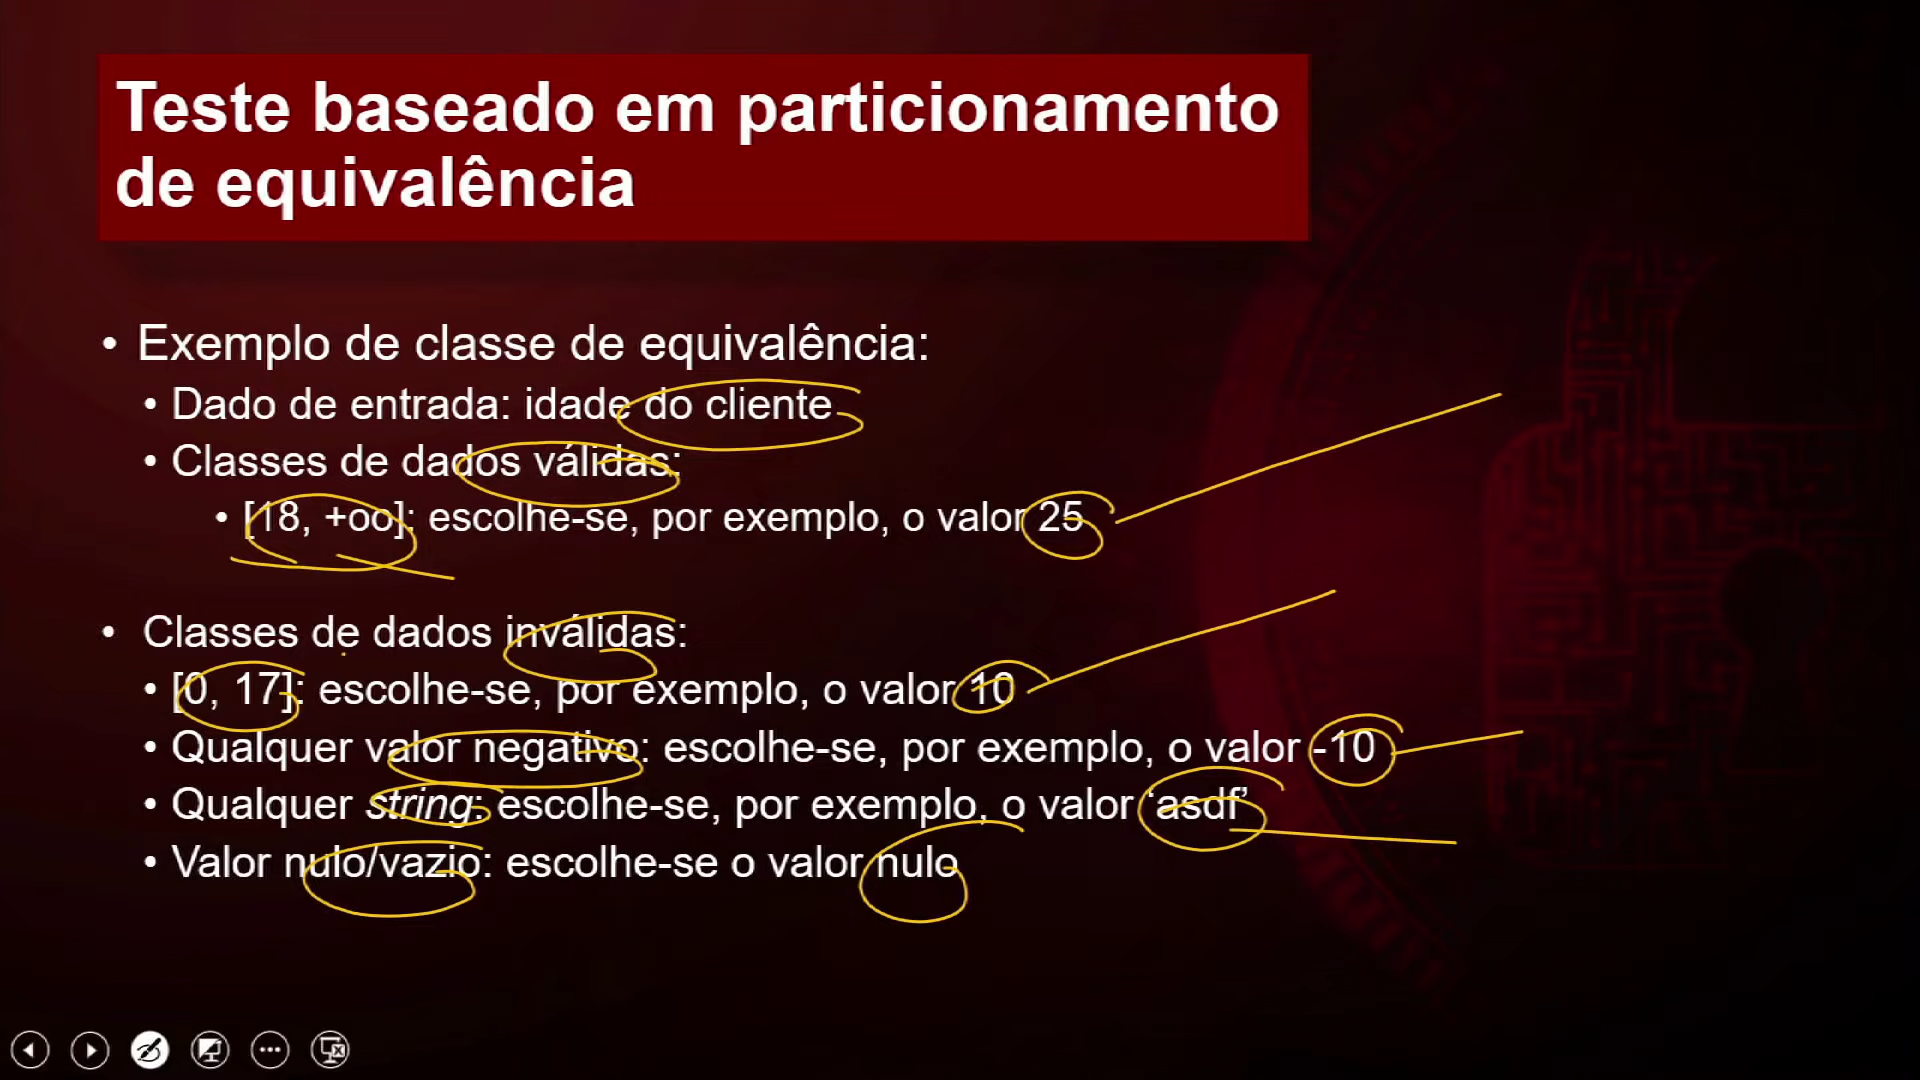 Teste baseado em particionamento
de equivalência
• Exemplo de classe de equivalência:
• Dado de entrada: idade do cliente
• Classes de dados válidas:
• [18, +oo]: escolhe-se, por exemplo, o valor 25
• Classes de dados inválidas:
• [0, 17]: escolhe-se, por exemplo, o valor 10
• Qualquer valor negativo: escolhe-se, por exemplo, o valor -10
• Qualquer string: escolhe-se, por exemplo, o valor ‘asdf’
• Valor nulo/vazio: escolhe-se o valor nulo